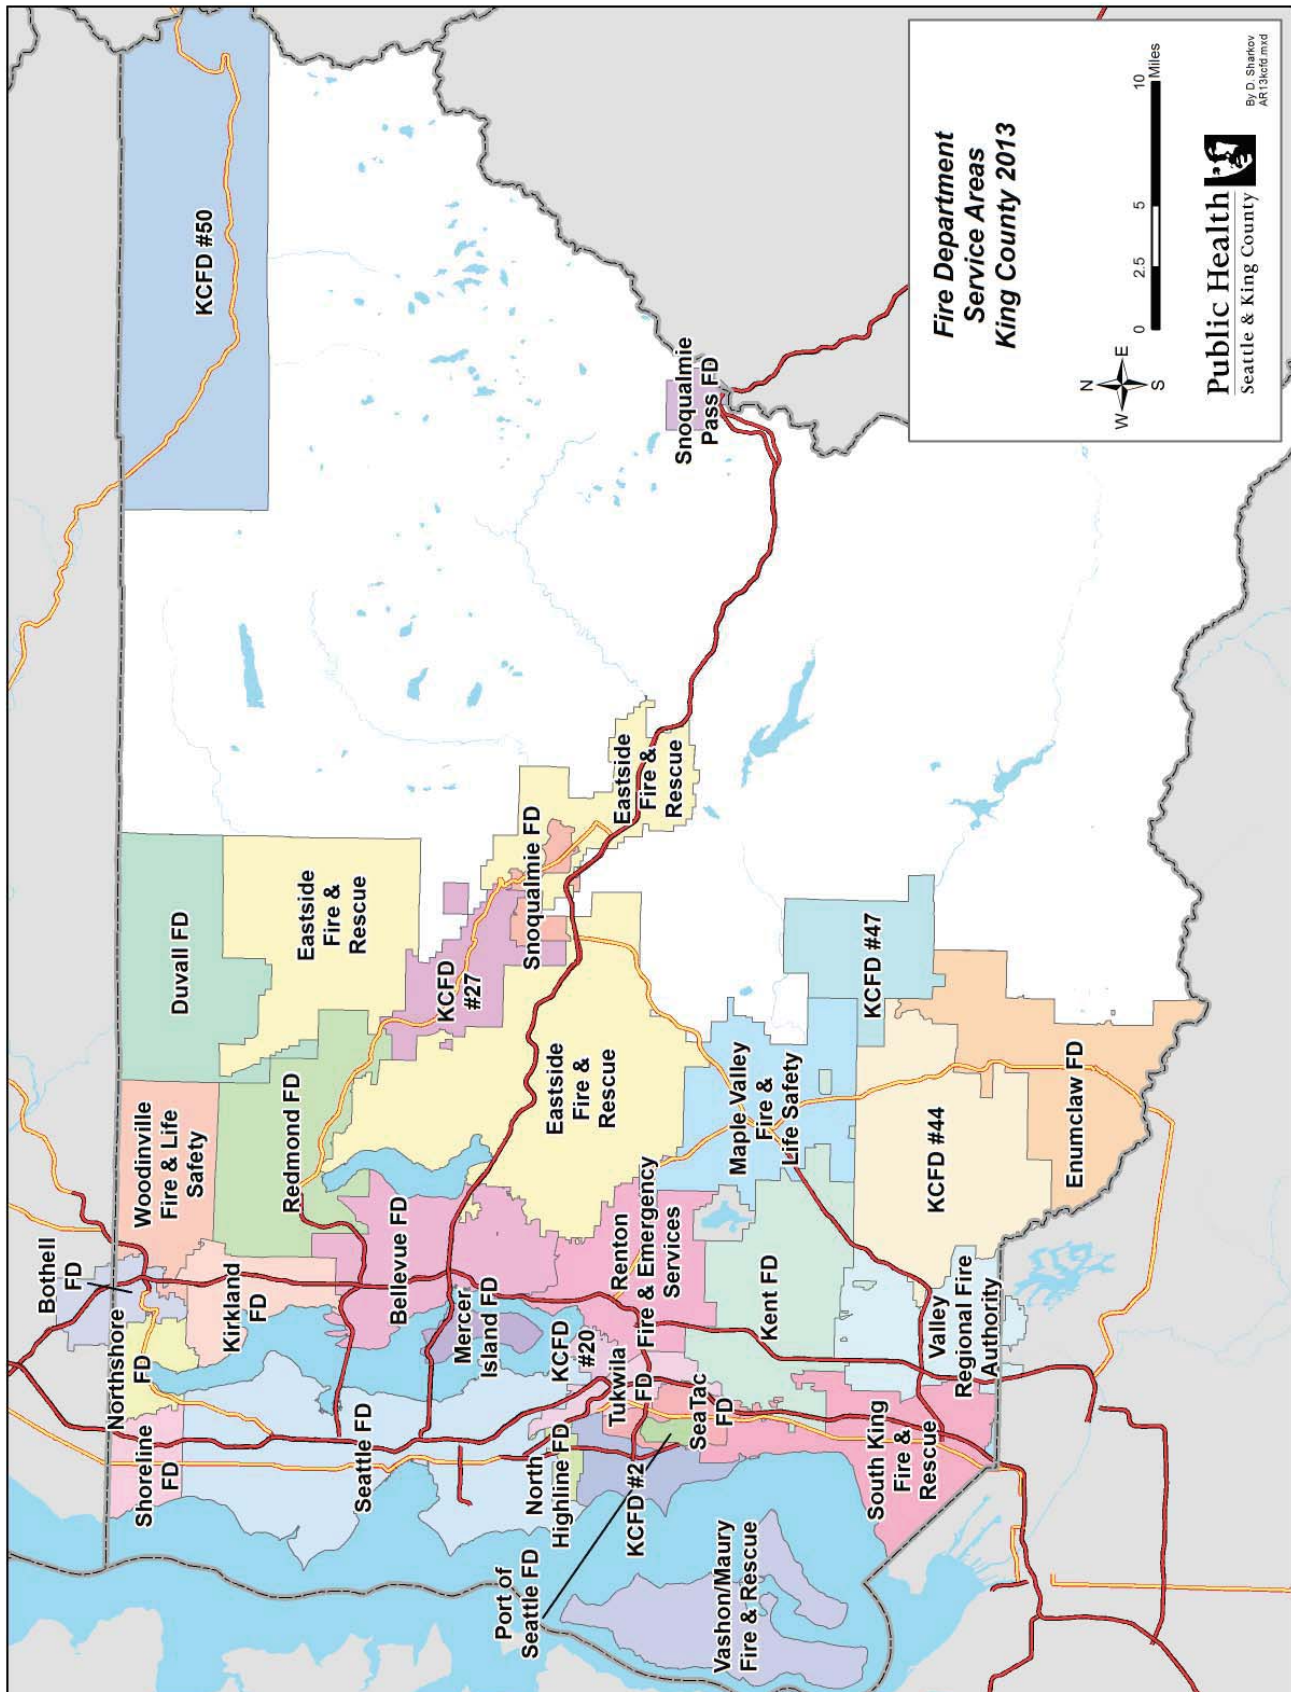 Bothell
FD
Northshore
FD
Shoreline
FD
Woodinville
Fire & Life
Safety
Duvall FD
KCFD #50
Kirkland
FD
Redmond FD
Eastside
Fire &
Rescue
Seattle FD
Bellevue FD
KCFD
#27
Mercer
Island FD
Snoqualmie FD
Eastside
Fire &
Rescue
Eastside
Fire &
Rescue
Snoqualmie
Pass FD
Port of
Seattle FD
North
Highline FD
KCFD
#20
Tukwila
FD
Renton
Fire & Emergency
Services
KCFD #2
SeaTac
FD
Maple Valley
Fire &
Life Safety
Kent FD
Vashon/Maury
Fire & Rescue
South King
Fire &
Rescue
Valley
Regional Fire
Authority
KCFD #47
KCFD #44
Enumclaw FD
Fire Department
Service Areas
King County 2013
N
W E
S
0 2.5 5 10
Miles
Public Health
Seattle & King County
By D. Sharkov
AR13kcfd.mxd